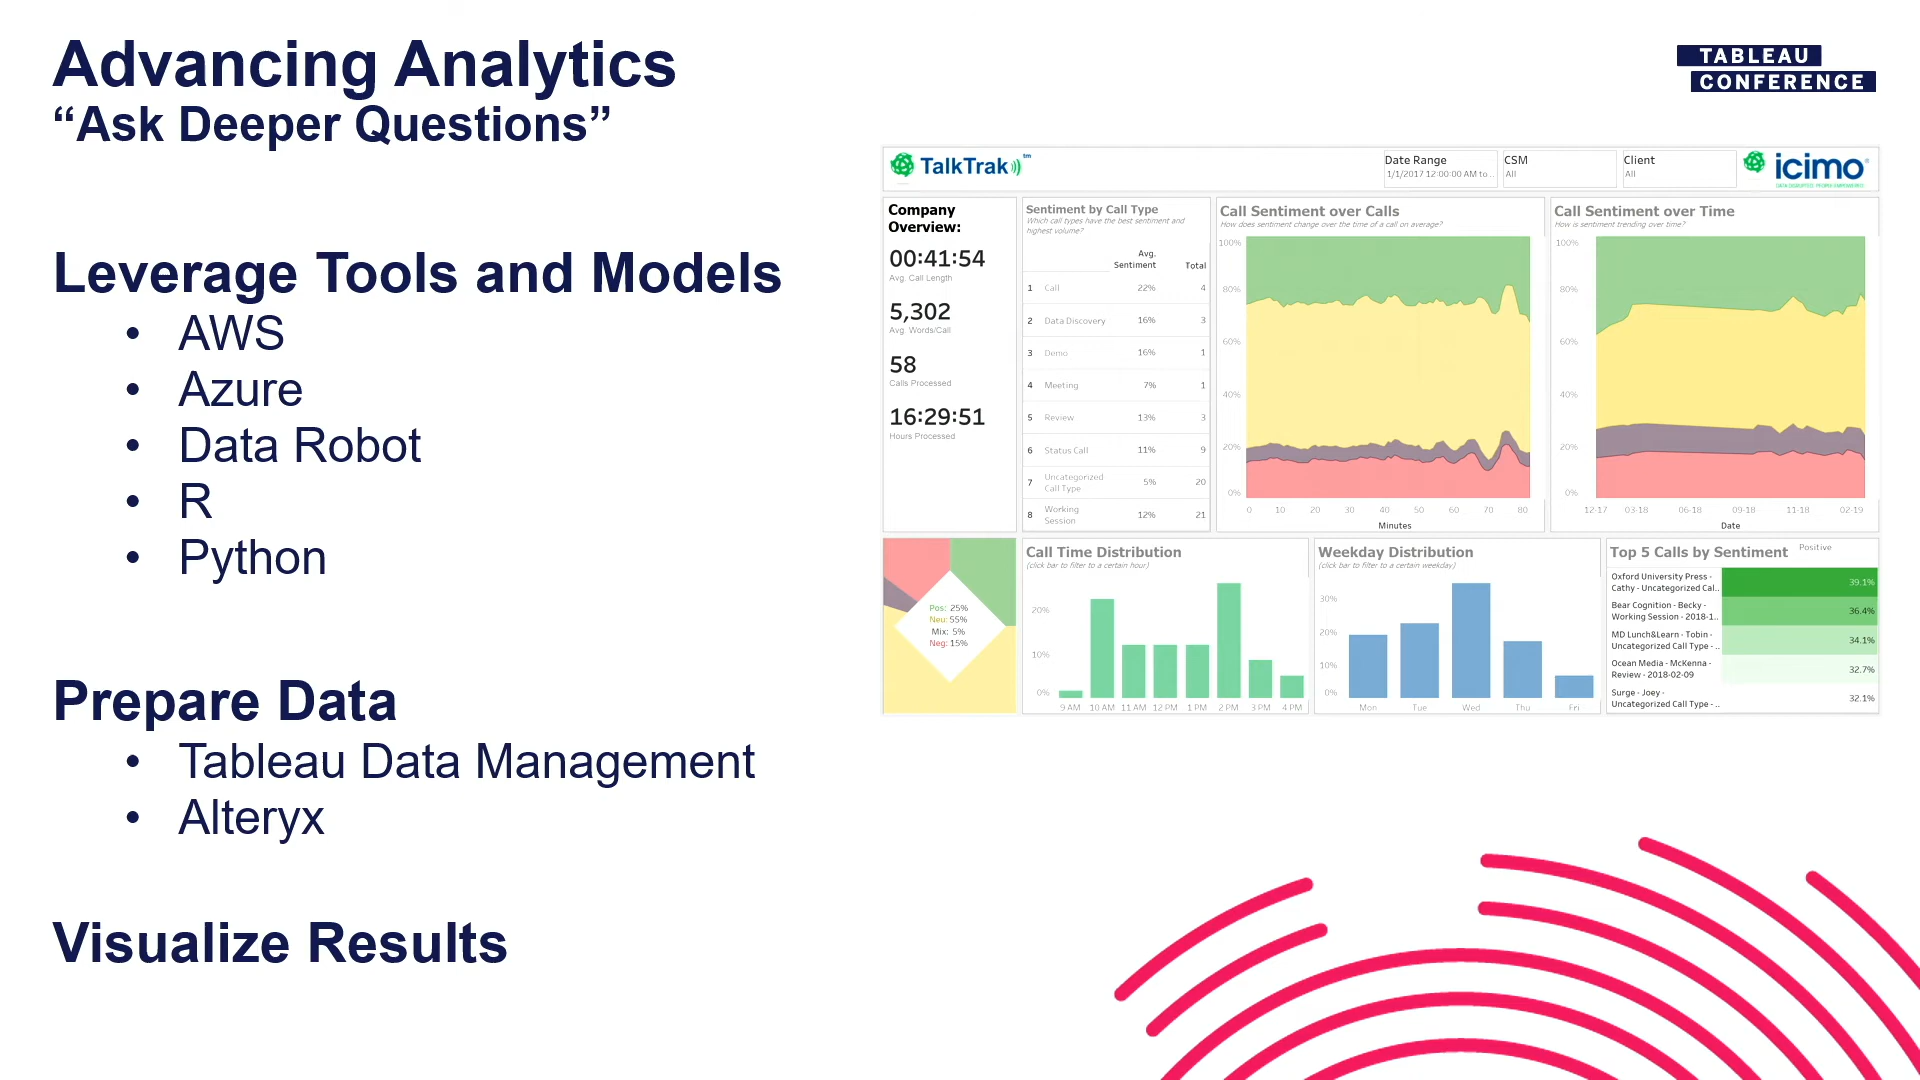 Advancing Analytics
“Ask Deeper Questions”
TABLEAU
CONFERENCE
Leverage Tools and Models
• AWS
• Azure
• Data Robot
• R
• Python
Prepare Data
• Tableau Data Management
• Alteryx
Visualize Results
TalkTrak ™
Date Range
1/1/2017 12:00:00 AM to ..
CSM
All
Client
All
icimo
Company
Overview:
00:41:54
Avg. Call Length
5,302
Avg. Words/Call
58
Calls Processed
16:29:51
Hours Processed
Sentiment by Call Type
Which call types have the best sentiment and
highest volume?
Avg.
Sentiment Total
1 Call 22% 4
2 Data Discovery 16% 3
3 Demo 16% 1
4 Meeting 7% 1
5 Review 13% 3
6 Status Call 11% 9
7 Uncategorized
Call Type 5% 20
8 Working
Session 12% 21
Call Sentiment over Calls
How does sentiment change over the time of a call on average?
100%
80%
60%
40%
20%
0%
0 10 20 30 40 50 60 70 80
Minutes
Call Sentiment over Time
How is sentiment trending over time?
100%
80%
60%
40%
20%
0%
12-17 03-18 06-18 09-18 11-18 02-19
Date
Pos: 25%
Neu: 55%
Mix: 5%
Neg: 15%
Call Time Distribution
(click bar to filter to a certain hour)
20%
10%
0%
9 AM 10 AM 11 AM 12 PM 1 PM 2 PM 3 PM 4 PM
Weekday Distribution
(click bar to filter to a certain weekday)
30%
20%
10%
0%
Mon Tue Wed Thu Fri
Top 5 Calls by Sentiment Positive
Oxford University Press -
Cathy - Uncategorized Cal.. 39.1%
Bear Cognition - Becky -
Working Session - 2018-1.. 36.4%
MD Lunch&Learn - Tobin -
Uncategorized Call Type - .. 34.1%
Ocean Media - McKenna -
Review - 2018-02-09 32.7%
Surge - Joey -
Uncategorized Call Type - .. 32.1%